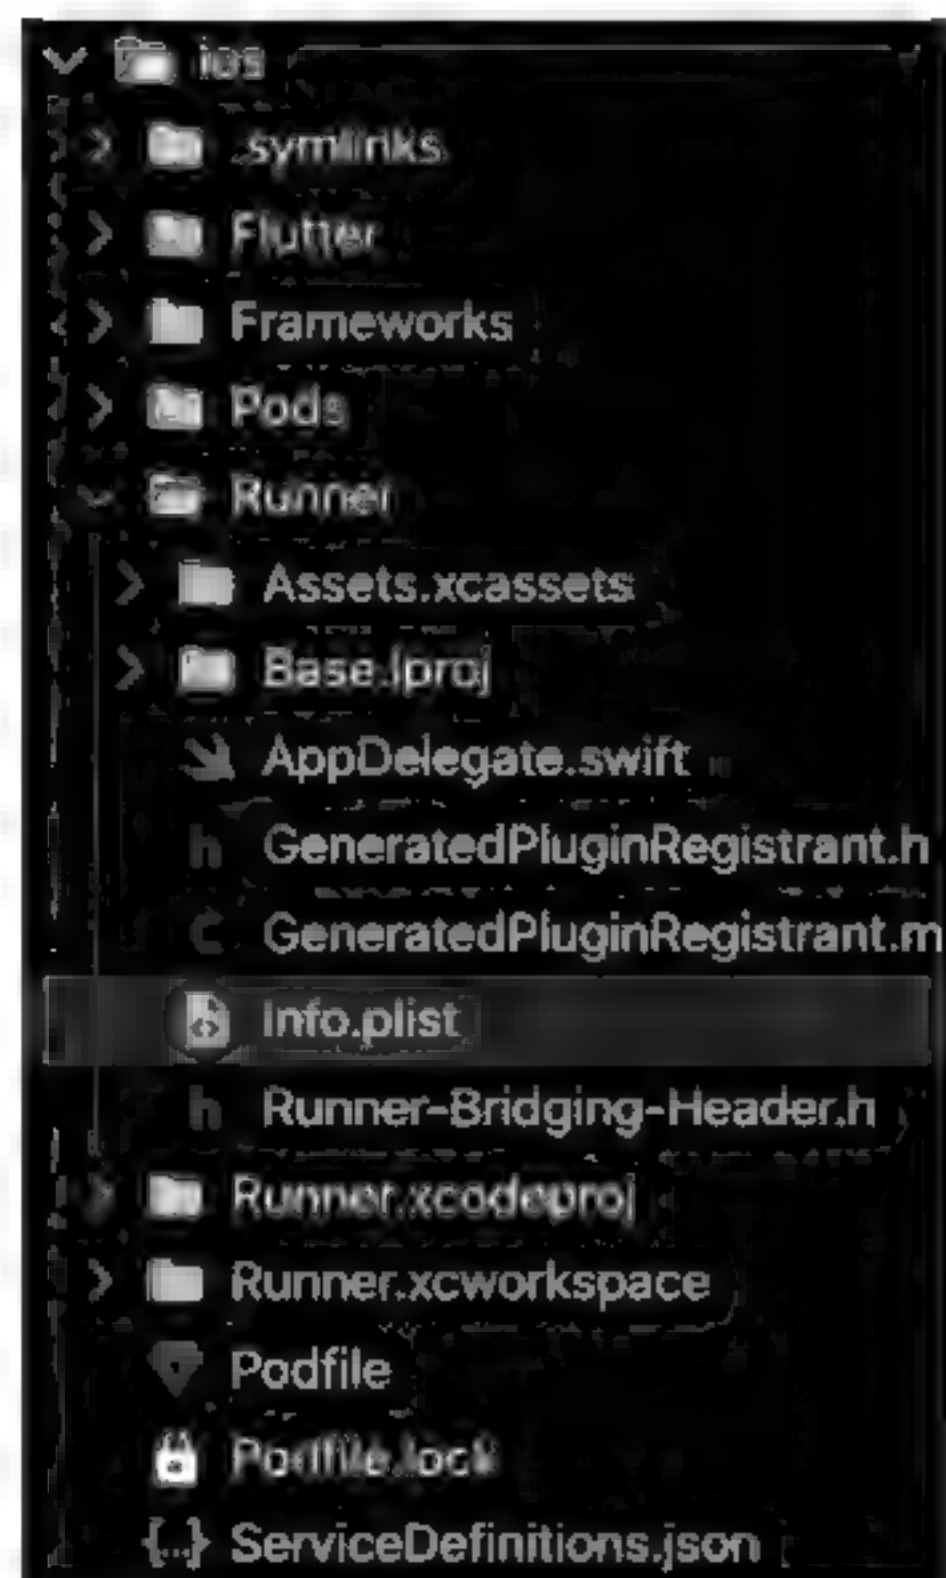 ios
.symlinks
Flutter
Frameworks
Pods
Runner
Assets.xcassets
Base.lproj
AppDelegate.swift
h GeneratedPluginRegistrant.h
C GeneratedPluginRegistrant.m
Info.plist
h Runner-Bridging-Header.h
Runner.xcodeproj
Runner.xcworkspace
Podfile
Podfile.lock
{...} ServiceDefinitions.json